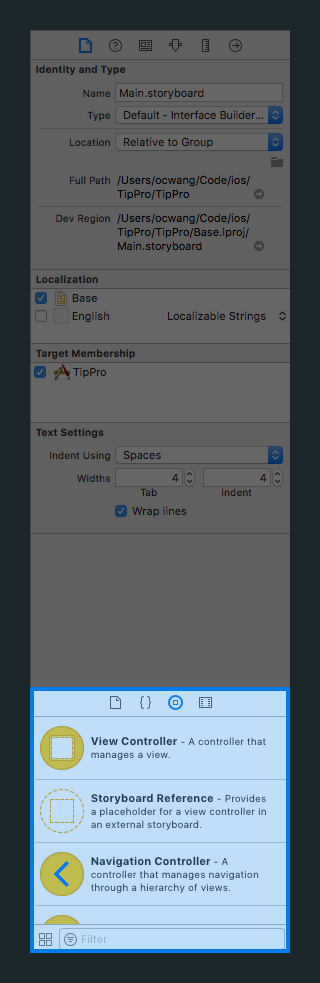 Identity and Type
Name Main.storyboard
Type Default - Interface Builder...
Location Relative to Group
Full Path /Users/ocwang/Code/ios/
TipPro/TipPro
Dev Region /Users/ocwang/Code/ios/
TipPro/TipPro/Base.lproj/
Main.storyboard
Localization
Base
English Localizable Strings
Target Membership
TipPro
Text Settings
Indent Using Spaces
Widths 4 4
Tab Indent
Wrap lines
{ }
View Controller - A controller that
manages a view.
Storyboard Reference - Provides
a placeholder for a view controller in
an external storyboard.
Navigation Controller - A
controller that manages navigation
through a hierarchy of views.
Filter